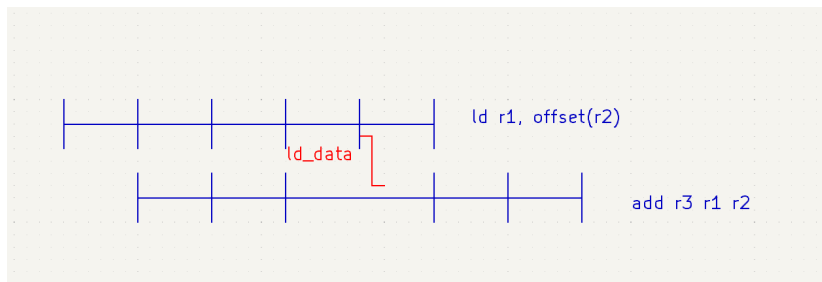 ld r1, offset(r2)
ld_data
add r3 r1 r2